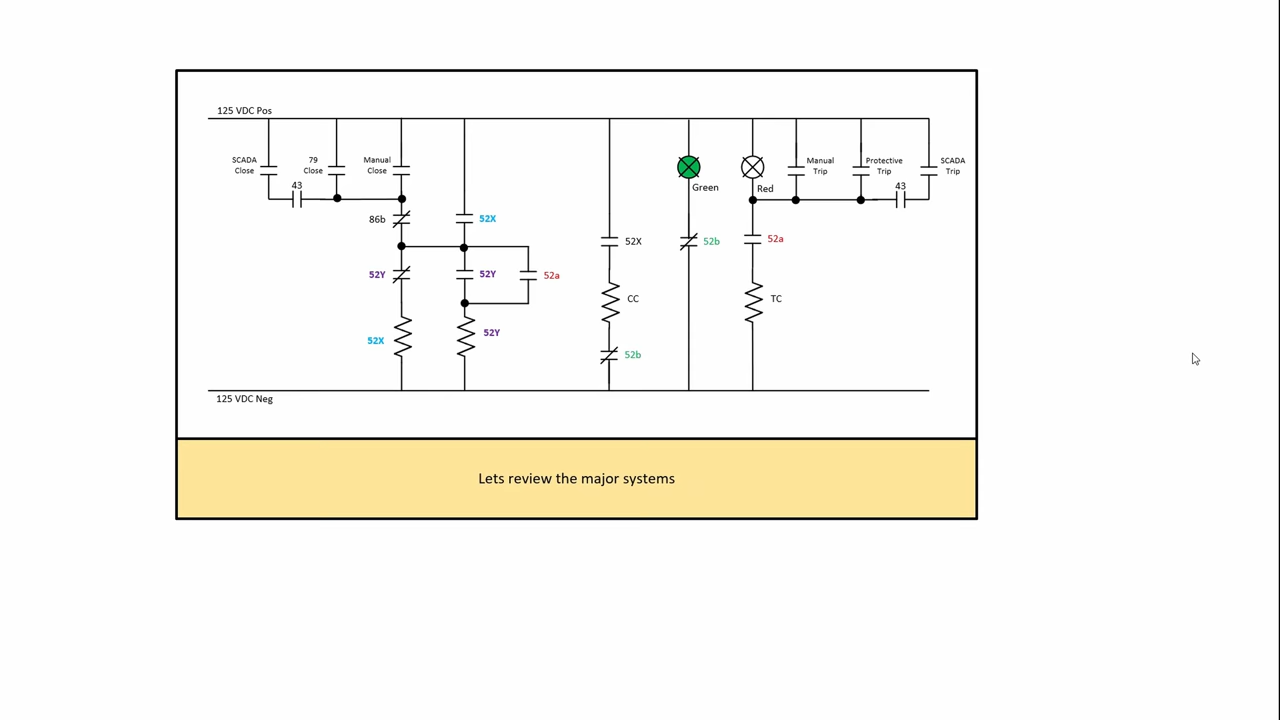 125 VDC Pos
SCADA
Close
79
Close
Manual
Close
43
86b
52X
52Y
52Y
52a
52X
52Y
52X
CC
52b
Green
52b
Red
Manual
Trip
Protective
Trip
SCADA
Trip
43
52a
TC
125 VDC Neg
Lets review the major systems